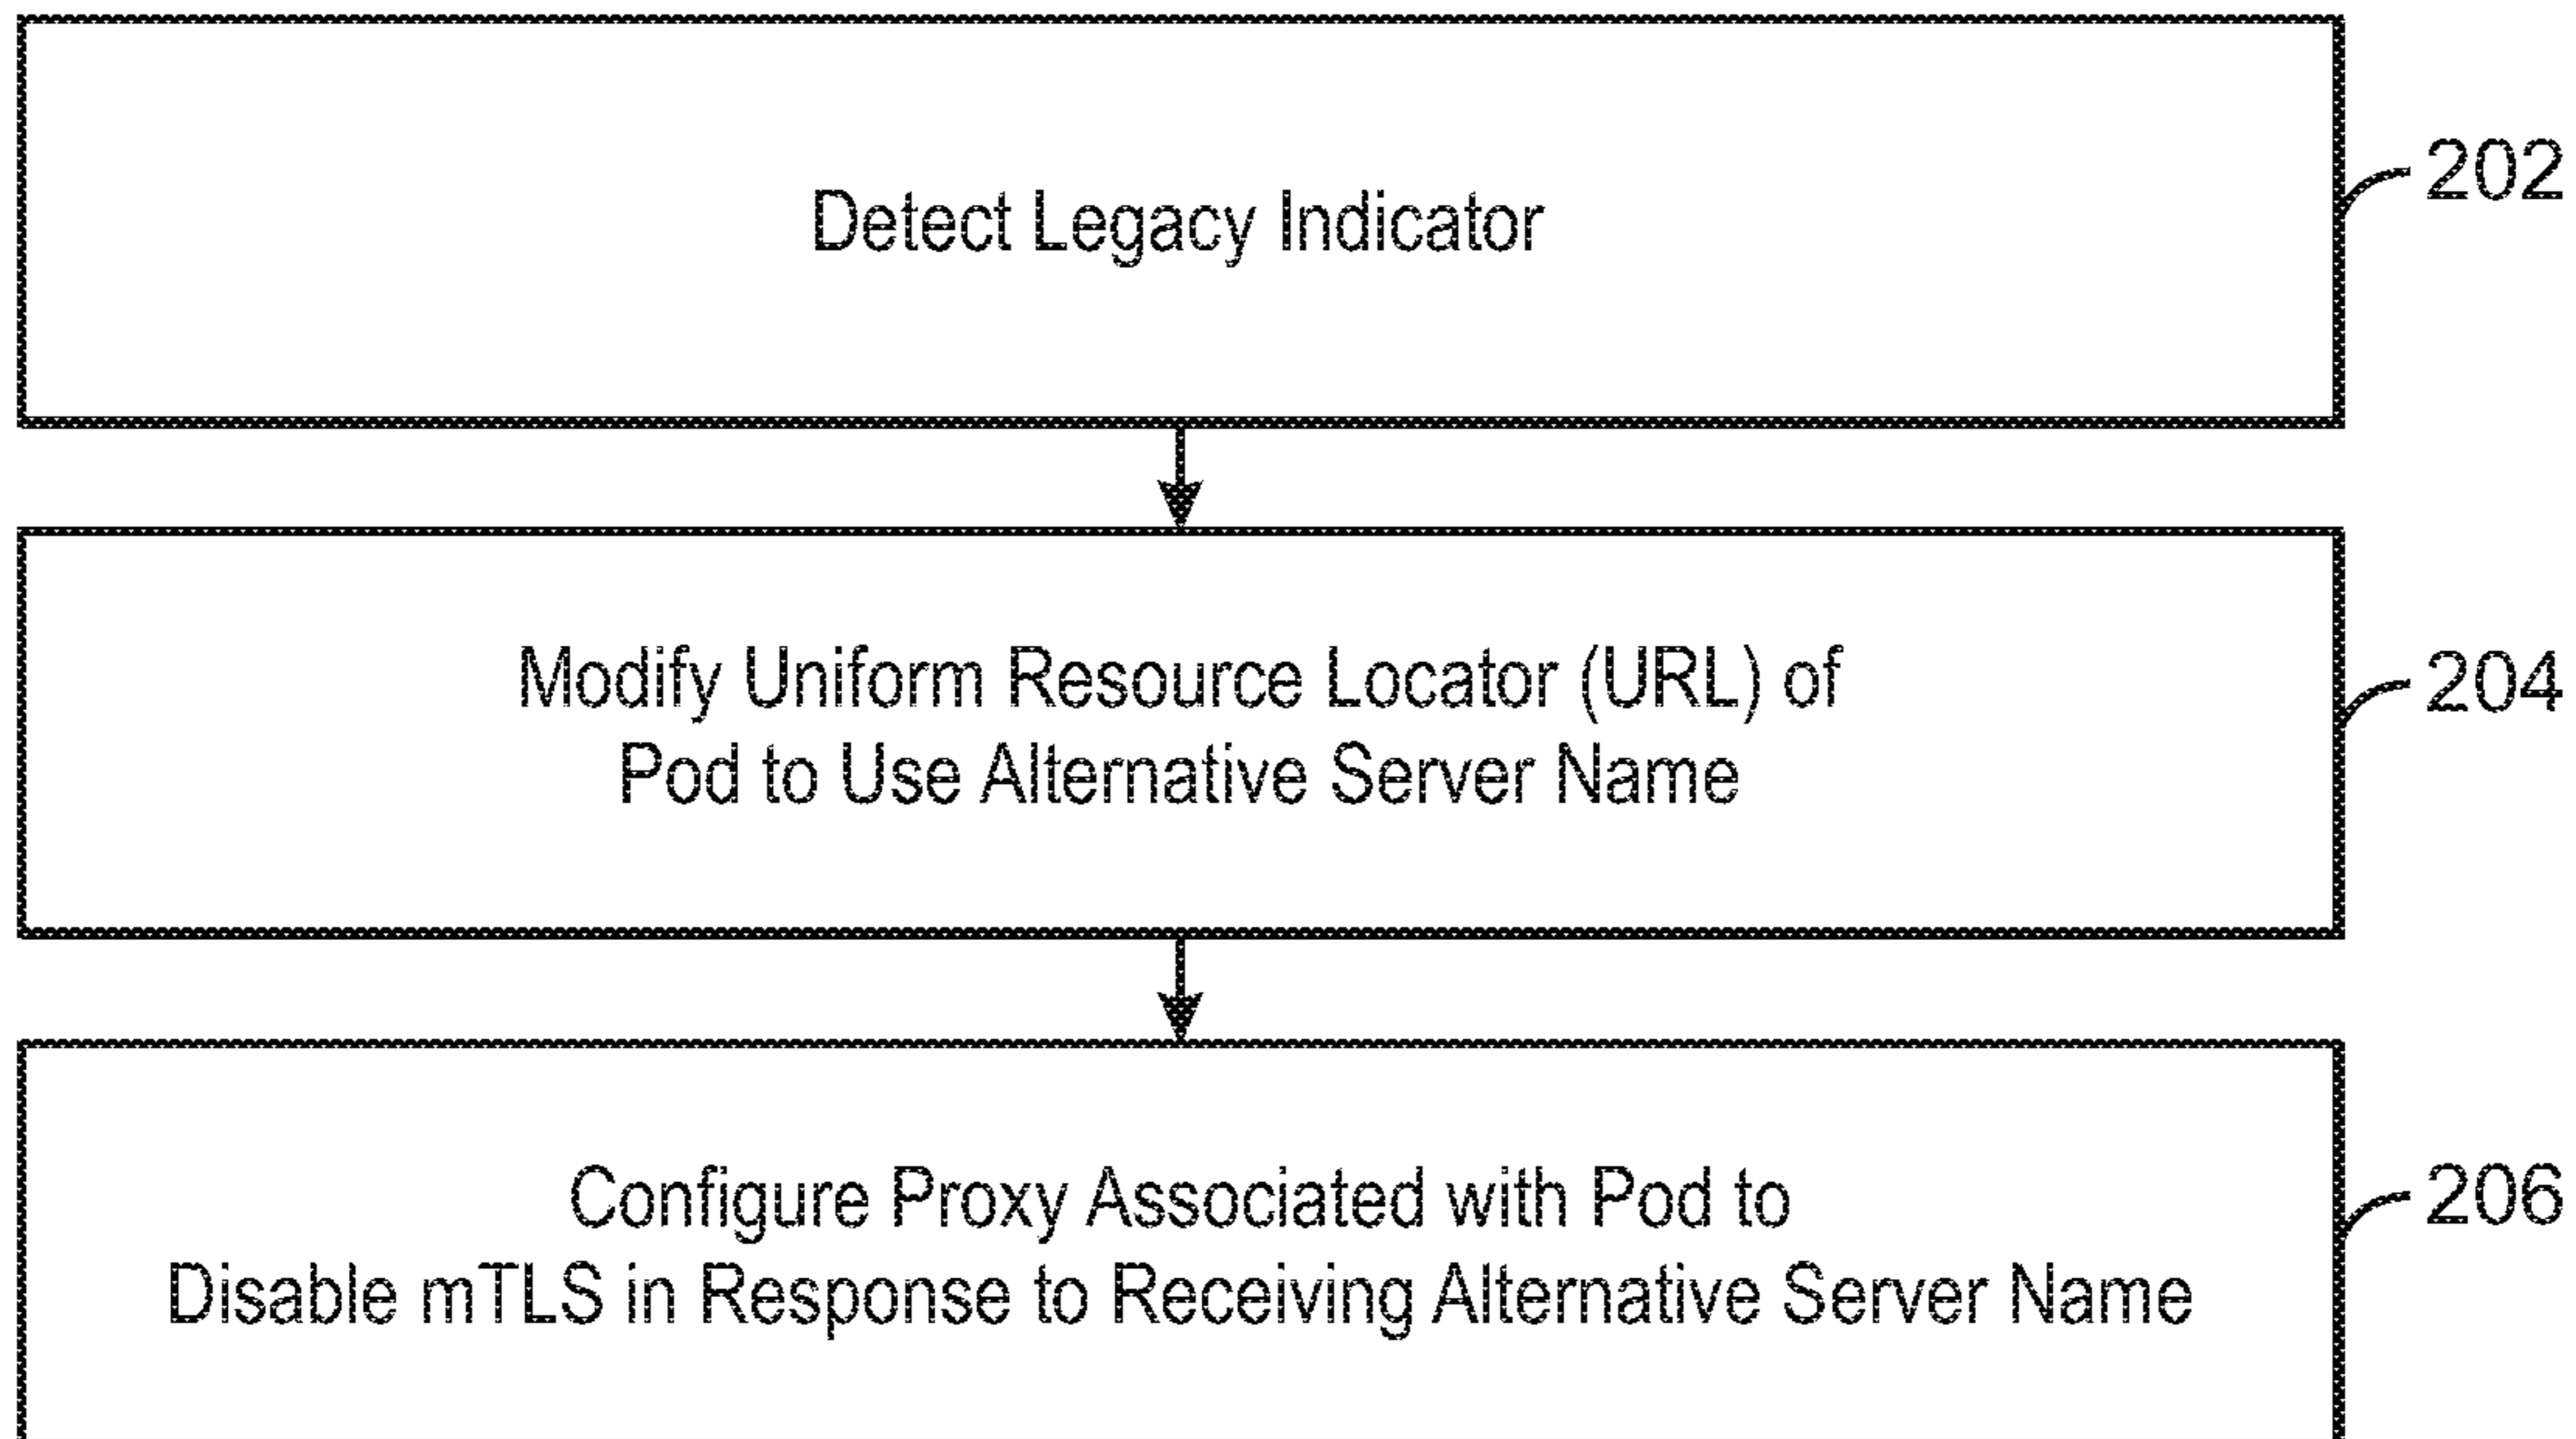 Detect Legacy Indicator
202
Modify Uniform Resource Locator (URL) of
Pod to Use Alternative Server Name
204
Configure Proxy Associated with Pod to
Disable mTLS in Response to Receiving Alternative Server Name
206